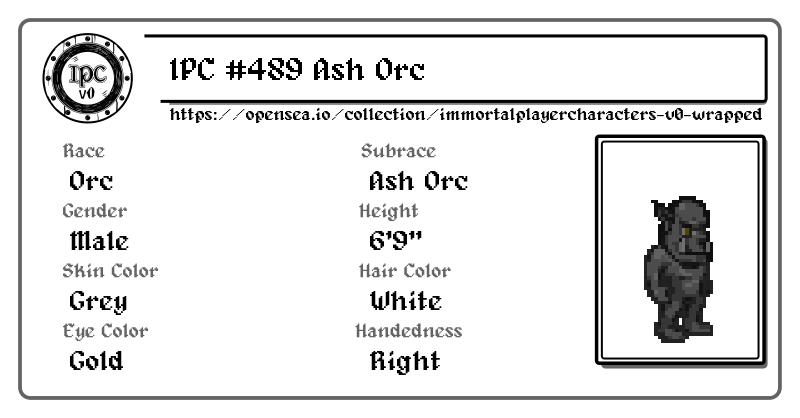 IPC
v0
IPC #489 Ash Orc
https://opensea.io/collection/immortalplayercharacters-v0-wrapped
Race
Subrace
Orc
Ash Orc
Gender
Height
Male
6'9"
Skin Color
Hair Color
Grey
White
Eye Color
Handedness
Gold
Right